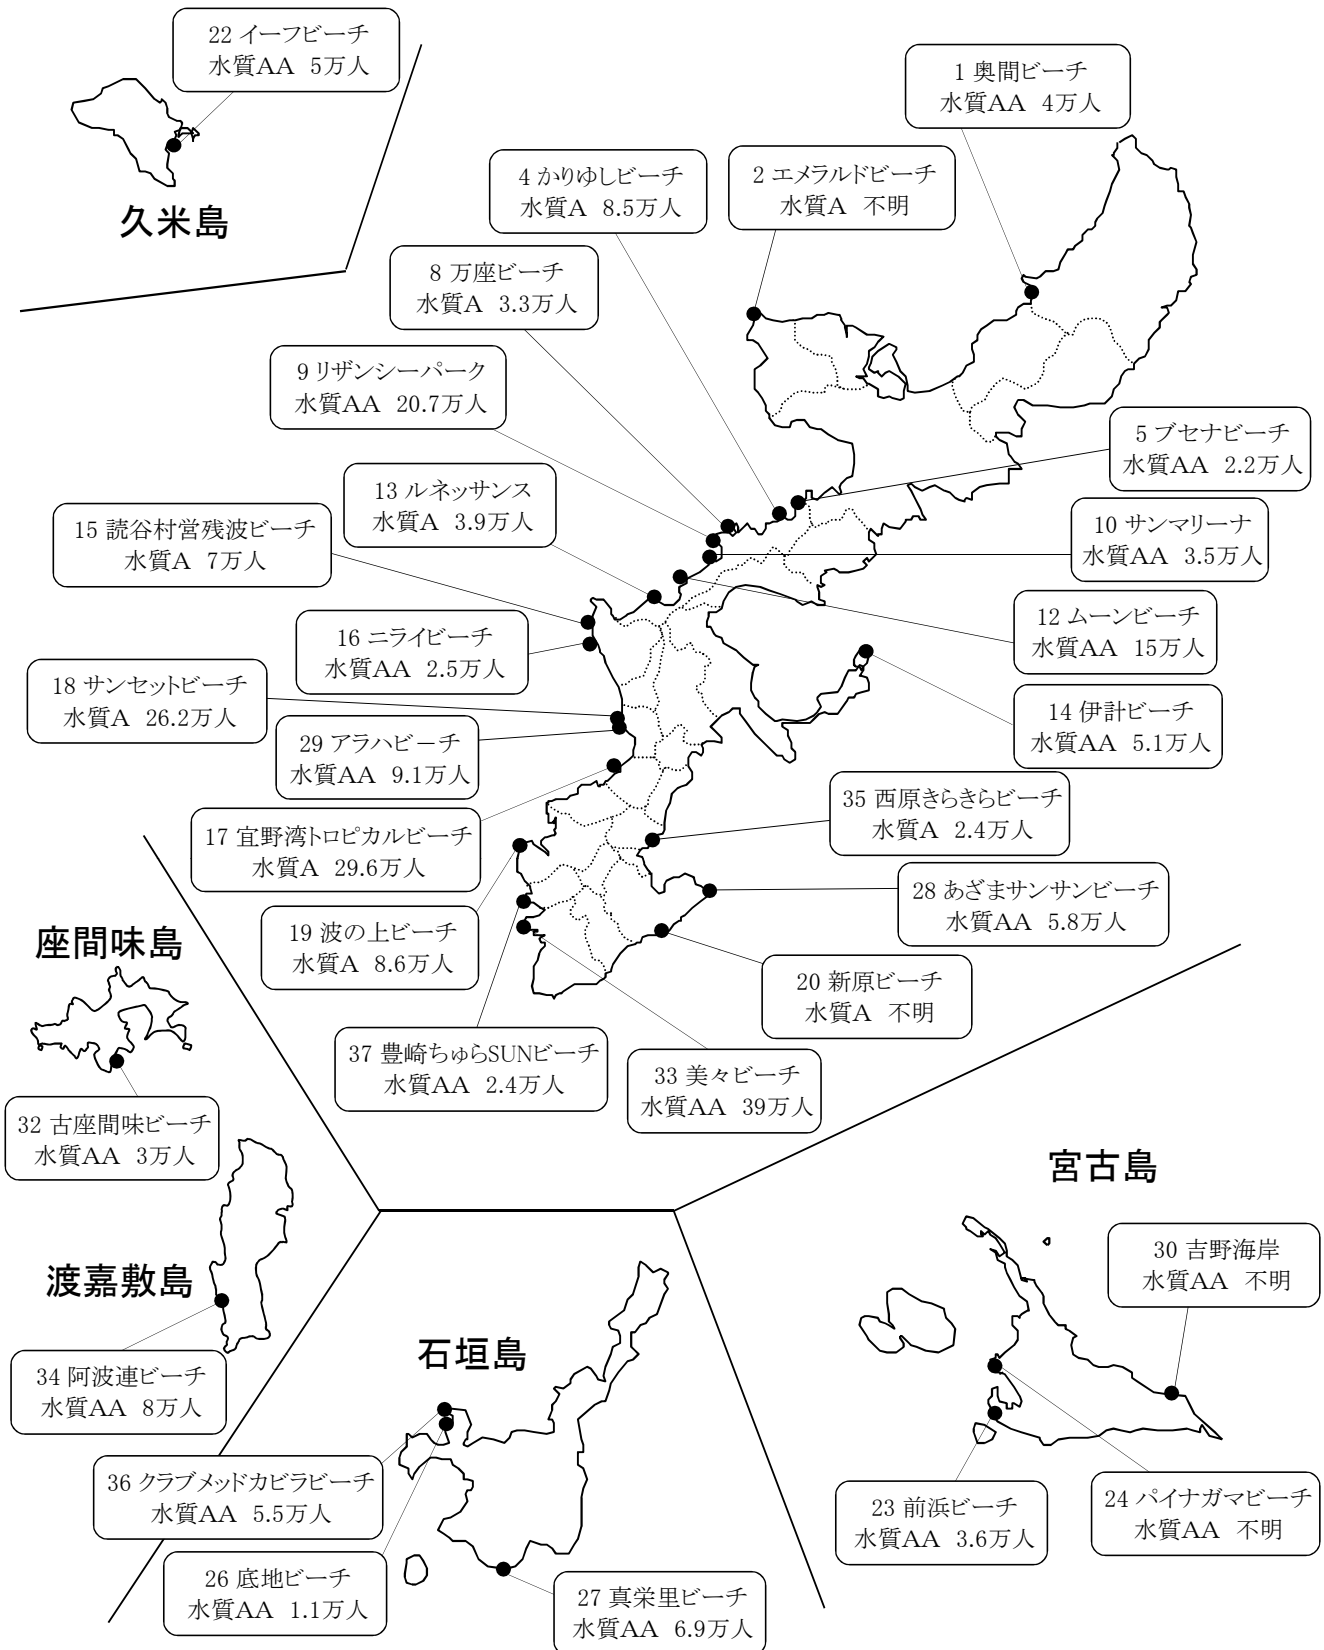 22 イーフビーチ
水質AA 5万人
久米島
1 奥間ビーチ
水質AA 4万人
4 かりゆしビーチ
水質A 8.5万人
2 エメラルドビーチ
水質A 不明
8 万座ビーチ
水質A 3.3万人
9 リザンシーパーク
水質AA 20.7万人
5 ブセナビーチ
水質AA 2.2万人
13 ルネッサンス
水質A 3.9万人
15 読谷村営残波ビーチ
水質A 7万人
10 サンマリーナ
水質AA 3.5万人
16 ニライビーチ
水質AA 2.5万人
12 ムーンビーチ
水質AA 15万人
18 サンセットビーチ
水質A 26.2万人
14 伊計ビーチ
水質AA 5.1万人
29 アラハビーチ
水質AA 9.1万人
35 西原きらきらビーチ
水質A 2.4万人
17 宜野湾トロピカルビーチ
水質A 29.6万人
28 あざまサンサンビーチ
水質AA 5.8万人
19 波の上ビーチ
水質A 8.6万人
20 新原ビーチ
水質A 不明
座間味島
37 豊崎ちゅらSUNビーチ
水質AA 2.4万人
33 美々ビーチ
水質AA 39万人
32 古座間味ビーチ
水質AA 3万人
宮古島
渡嘉敷島
30 吉野海岸
水質AA 不明
石垣島
34 阿波連ビーチ
水質AA 8万人
36 クラブメッドカビラビーチ
水質AA 5.5万人
23 前浜ビーチ
水質AA 3.6万人
24 パイナガマビーチ
水質AA 不明
26 底地ビーチ
水質AA 1.1万人
27 真栄里ビーチ
水質AA 6.9万人